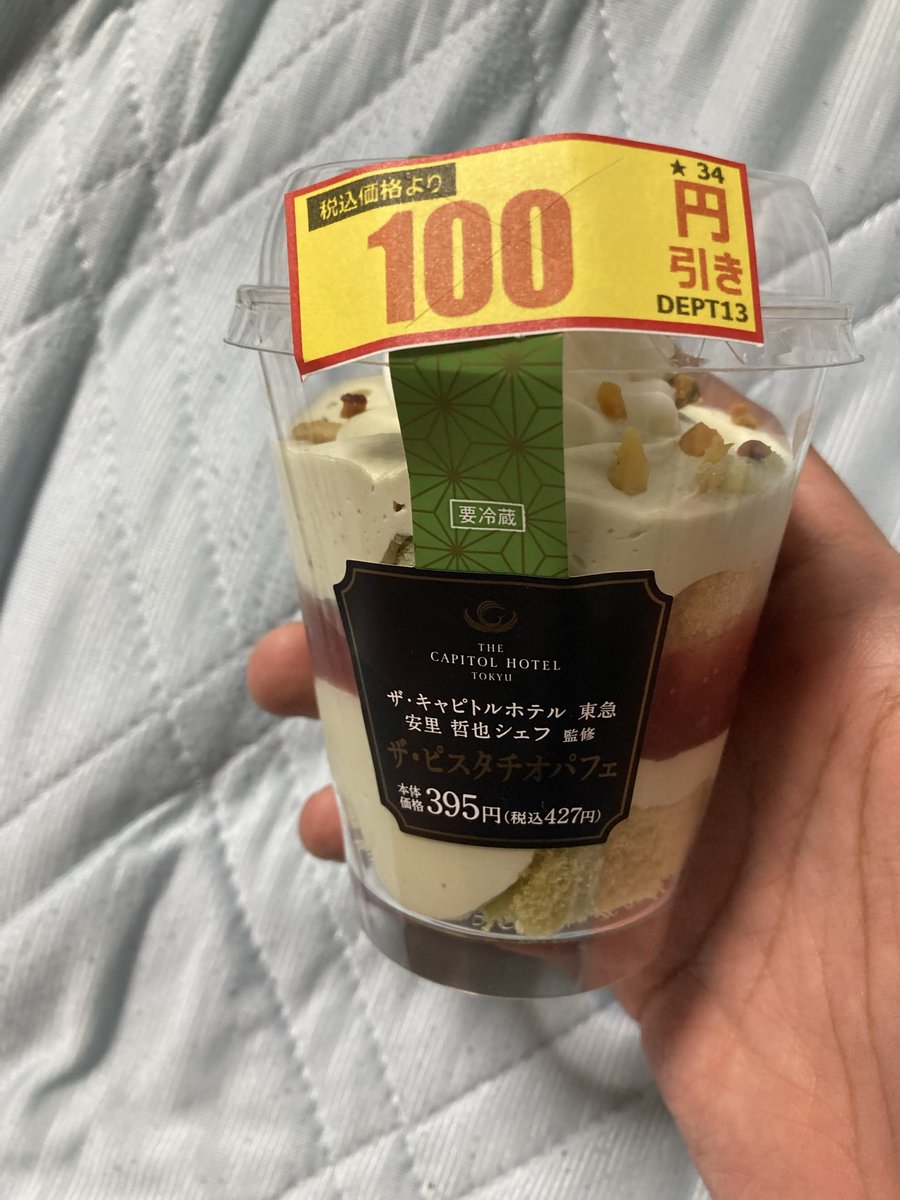 税込価格より
100
★ 34
円
引き
DEPT13
要冷蔵
THE
CAPITOL HOTEL
TOKYU
ザ・キャピトルホテル 東急
安里 哲也シェフ 監修
ザ・ピスタチオパフェ
本体
価格395円(税込427円)